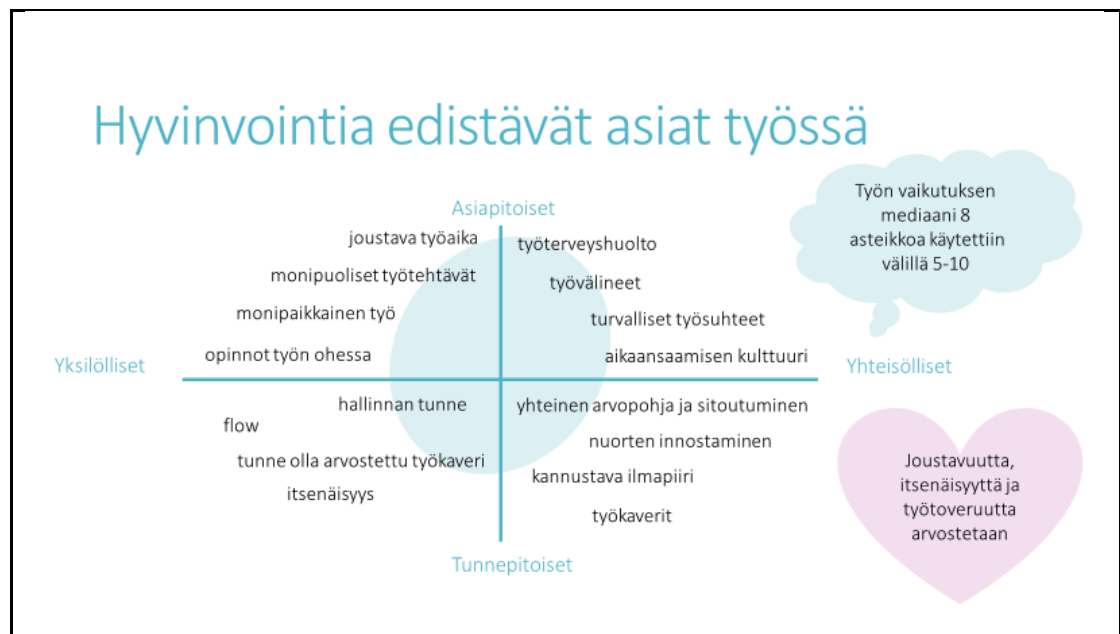 Hyvinvointia edistävät asiat työssä
Työn vaikutuksen
mediaani 8
asteikkoa käytettiin
välillä 5-10
Asiapitoiset
joustava työaika
työterveyshuolto
monipuoliset työtehtävät
työvälineet
monipaikkainen työ
turvalliset työsuhteet
opinnot työn ohessa
aikaansaamisen kulttuuri
Yksilölliset
Yhteisölliset
hallinnan tunne
yhteinen arvopohja ja sitoutuminen
flow
nuorten innostaminen
tunne olla arvostettu työkaveri
kannustava ilmapiiri
itsenäisyys
työkaverit
Joustavuutta,
itsenäisyyttä ja
työtoveruutta
arvostetaan
Tunnepitoiset